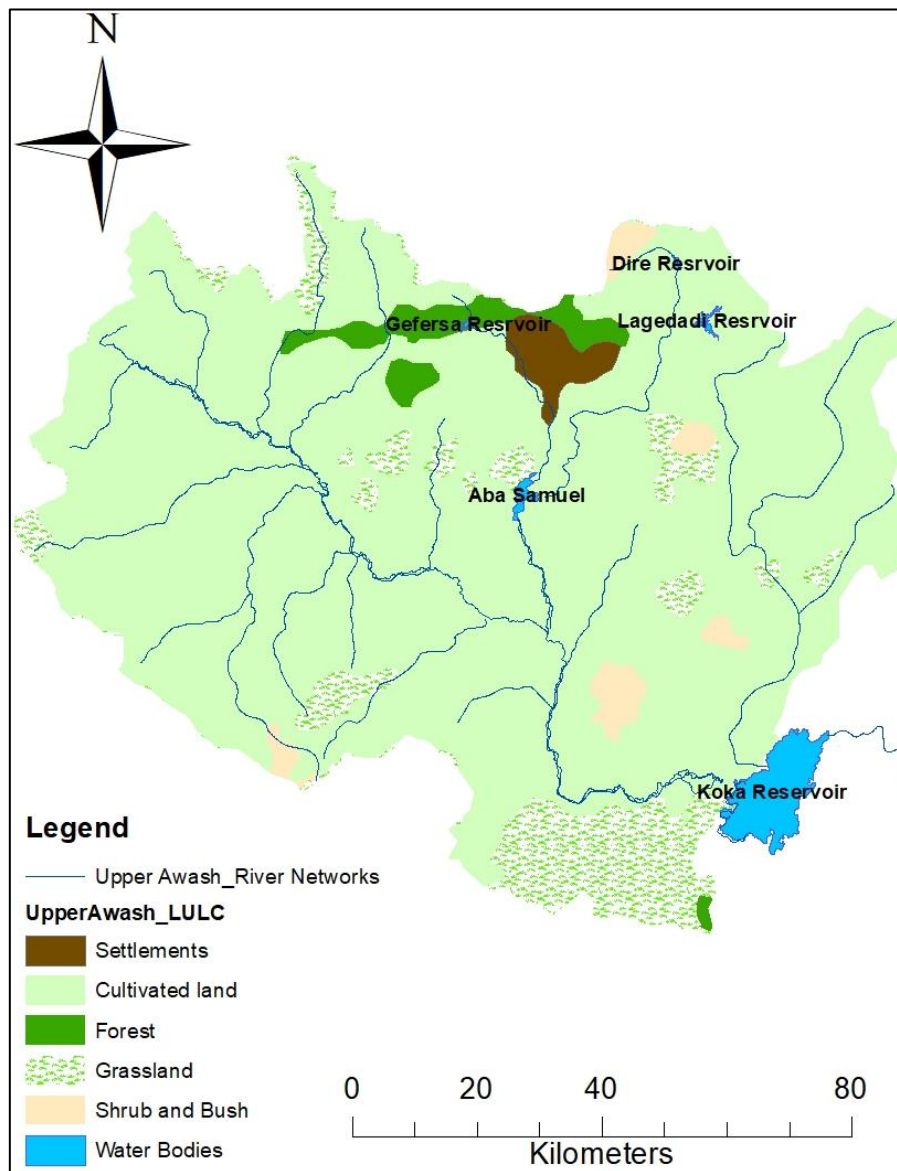 N
Dire Resrvoir
Gefersa Resrvoir
Lagedadi Resrvoir
Aba Samuel
Koka Reservoir
Legend
Upper Awash_River Networks
UpperAwash_LULC
Settlements
Cultivated land
Forest
Grassland
Shrub and Bush
Water Bodies
0 20 40 80
Kilometers